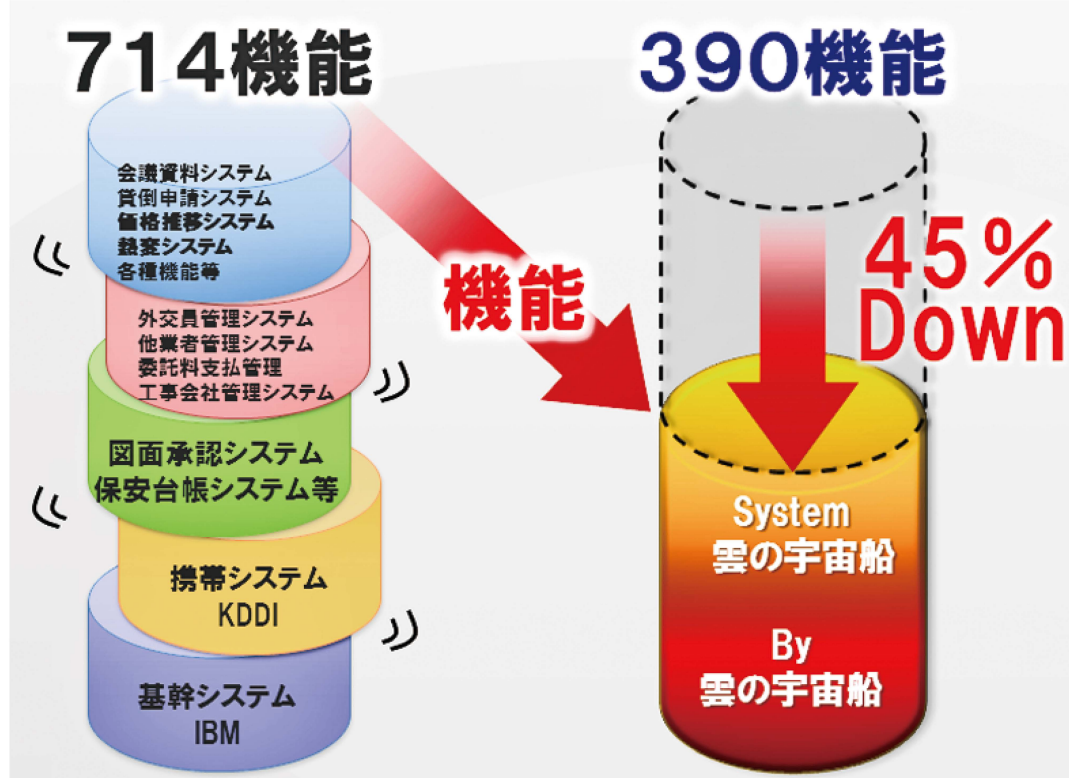 714機能
会議資料システム
貸倒申請システム
価格推移システム
熱変システム
各種機能等
外交員管理システム
他業者管理システム
委託料支払管理
工事会社管理システム
図面承認システム
保安台帳システム等
携帯システム
KDDI
基幹システム
IBM
機能
390機能
45%
Down
System
雲の宇宙船
By
雲の宇宙船